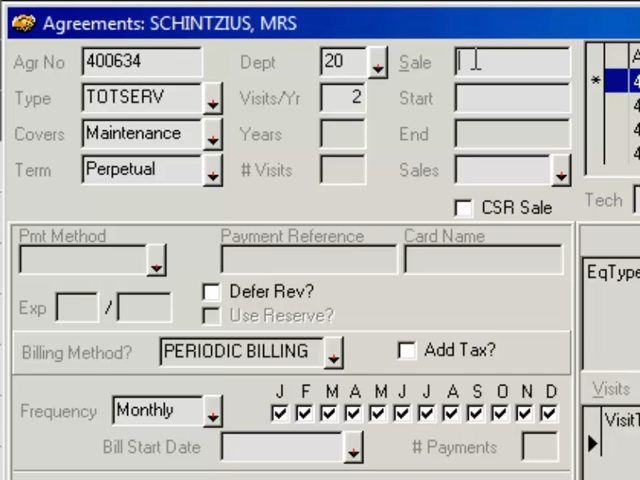 Agreements: SCHINTZIUS, MRS
Agr No 400634 Dept 20 Sale
Type TOTSERV Visits/Yr 2 Start
Covers Maintenance Years End
Term Perpetual # Visits Sales
CSR Sale Tech
Pmt Method Payment Reference Card Name
Defer Rev? EqType
Exp / Use Reserve?
Billing Method? PERIODIC BILLING Add Tax?
J F M A M J J A S O N D Visits
Frequency Monthly
Bill Start Date # Payments